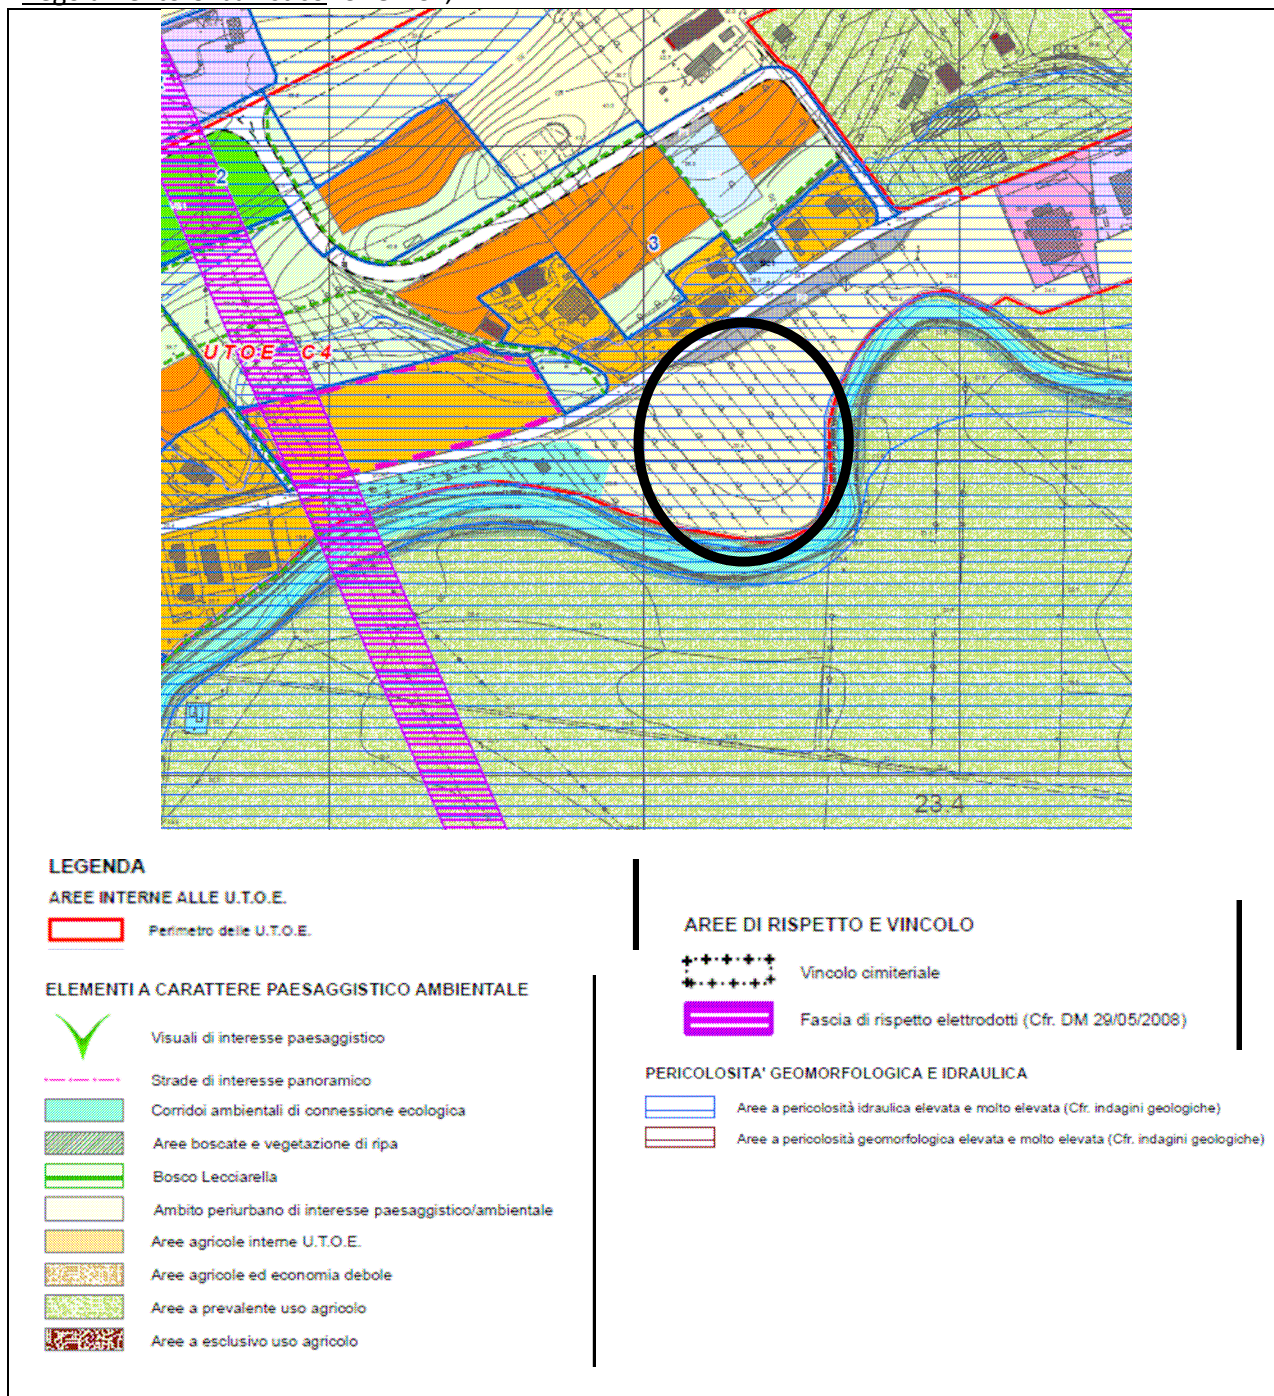 2
3
UTOE C4
23.4
LEGENDA
AREE INTERNE ALLE U.T.O.E.
Perimetro delle U.T.O.E.
ELEMENTI A CARATTERE PAESAGGISTICO AMBIENTALE
Visuali di interesse paesaggistico
Strade di interesse panoramico
Corridoi ambientali di connessione ecologica
Aree boscate e vegetazione di ripa
Bosco Lecciarella
Ambito periurbano di interesse paesaggistico/ambientale
Aree agricole interne U.T.O.E.
Aree agricole ed economia debole
Aree a prevalente uso agricolo
Aree a esclusivo uso agricolo
AREE DI RISPETTO E VINCOLO
Vincolo cimiteriale
Fascia di rispetto elettrodotti (Cfr. DM 29/05/2008)
PERICOLOSITA' GEOMORFOLOGICA E IDRAULICA
Aree a pericolosità idraulica elevata e molto elevata (Cfr. indagini geologiche)
Aree a pericolosità geomorfologica elevata e molto elevata (Cfr. indagini geologiche)